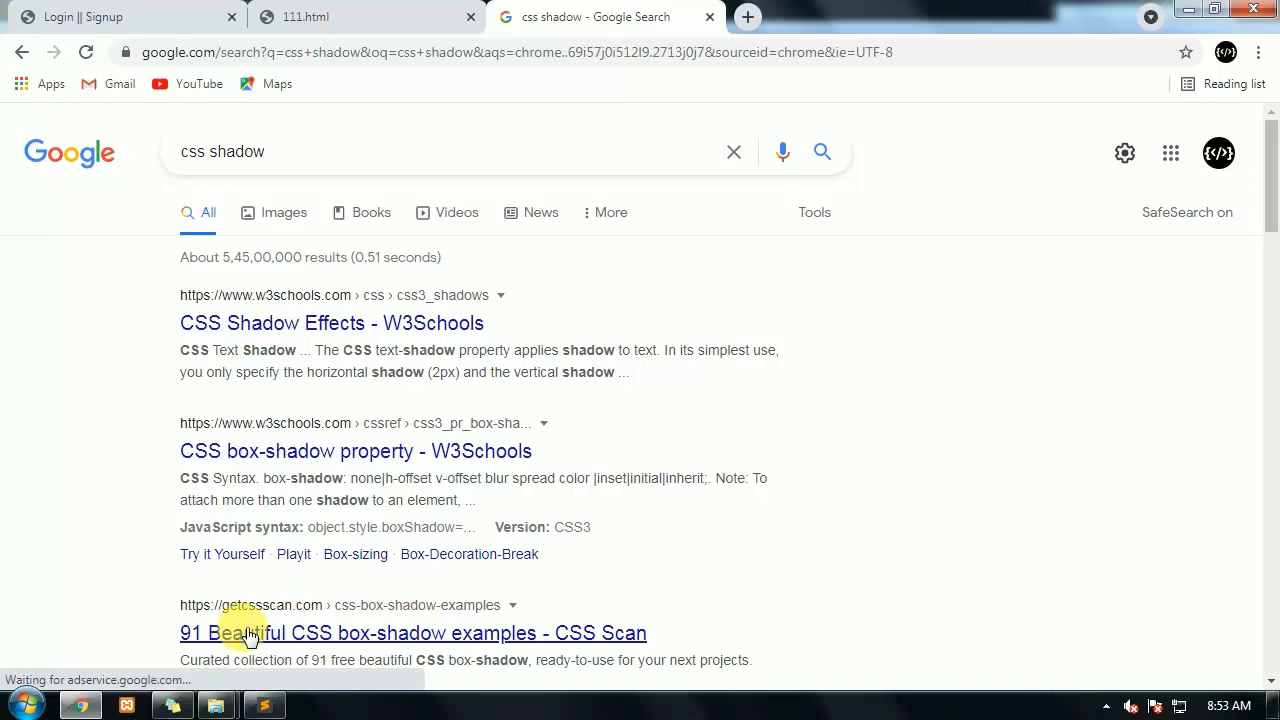 Login || Signup
111.html
css shadow - Google Search
google.com/search?q=css+shadow&oq=css+shadow&aqs=chrome..69i57j0i512l9.2713j0j7&sourceid=chrome&ie=UTF-8
Apps
Gmail
YouTube
Maps
Reading list
Google
css shadow
{</>}
All
Images
Books
Videos
News
More
Tools
SafeSearch on
About 5,45,00,000 results (0.51 seconds)
https://www.w3schools.com › css › css3_shadows
CSS Shadow Effects - W3Schools
CSS Text Shadow ... The CSS text-shadow property applies shadow to text. In its simplest use,
you only specify the horizontal shadow (2px) and the vertical shadow ...
https://www.w3schools.com › cssref › css3_pr_box-sha...
CSS box-shadow property - W3Schools
CSS Syntax. box-shadow: none|h-offset v-offset blur spread color |inset|initial|inherit;. Note: To
attach more than one shadow to an element, ...
JavaScript syntax: object.style.boxShadow=... Version: CSS3
Try it Yourself · Playit · Box-sizing · Box-Decoration-Break
https://getcssscan.com › css-box-shadow-examples
91 Beautiful CSS box-shadow examples - CSS Scan
Curated collection of 91 free beautiful CSS box-shadow, ready-to-use for your next projects.
Waiting for adservice.google.com...
8:53 AM